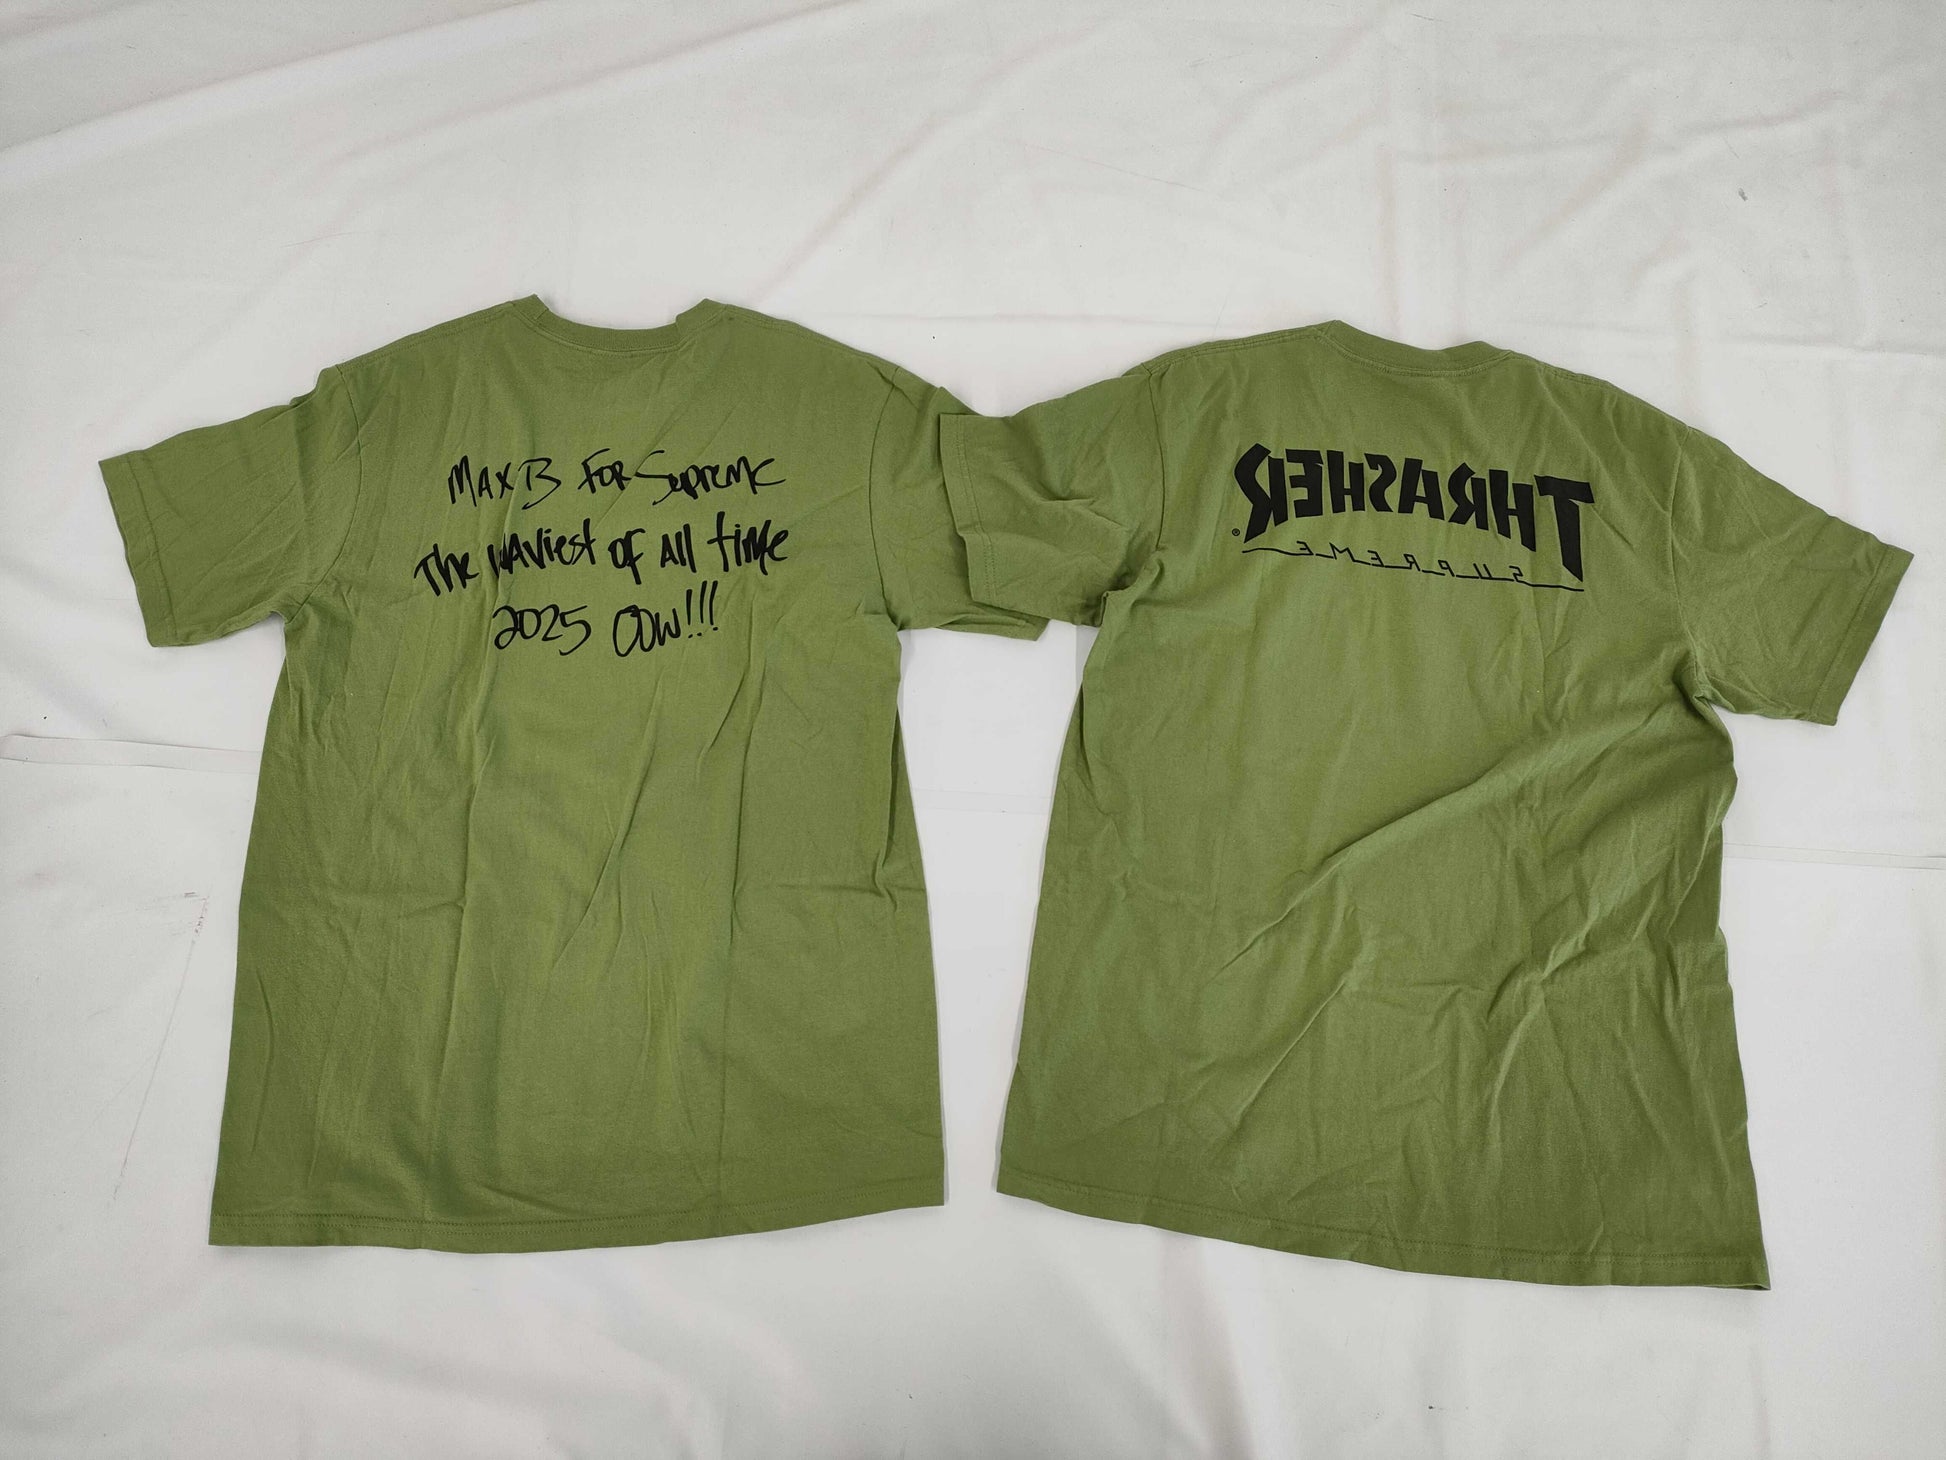 MAX B FOR Supreme
The WAViest of All time
2025 OOW!!!
THRASHER
®
SUPREME